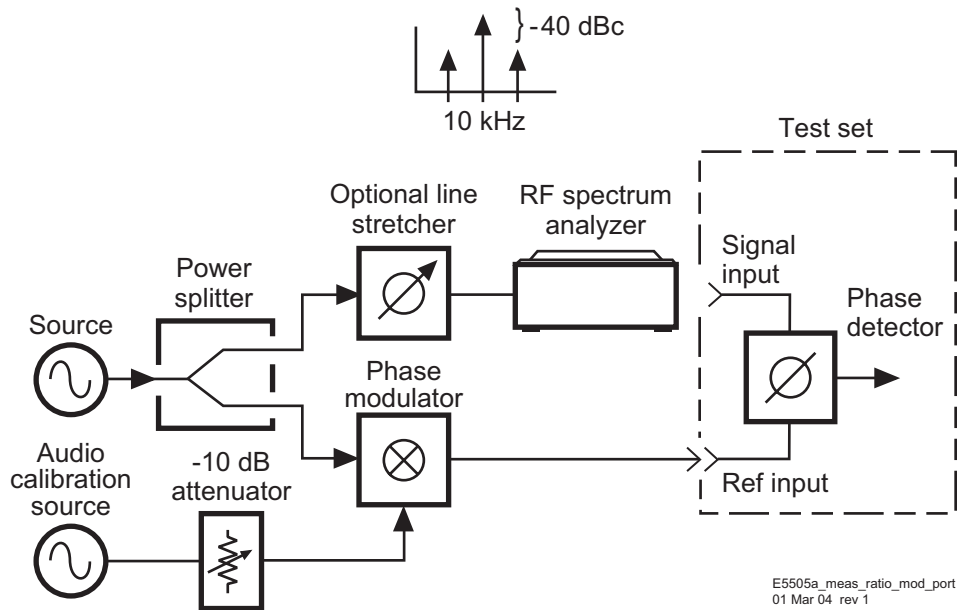 -40 dBc
10 kHz
Test set
Optional line
stretcher
RF spectrum
analyzer
Signal
input
Power
splitter
Phase
detector
Source
Phase
modulator
Audio
calibration
source
-10 dB
attenuator
Ref input
E5505a_meas_ratio_mod_port
01 Mar 04 rev 1